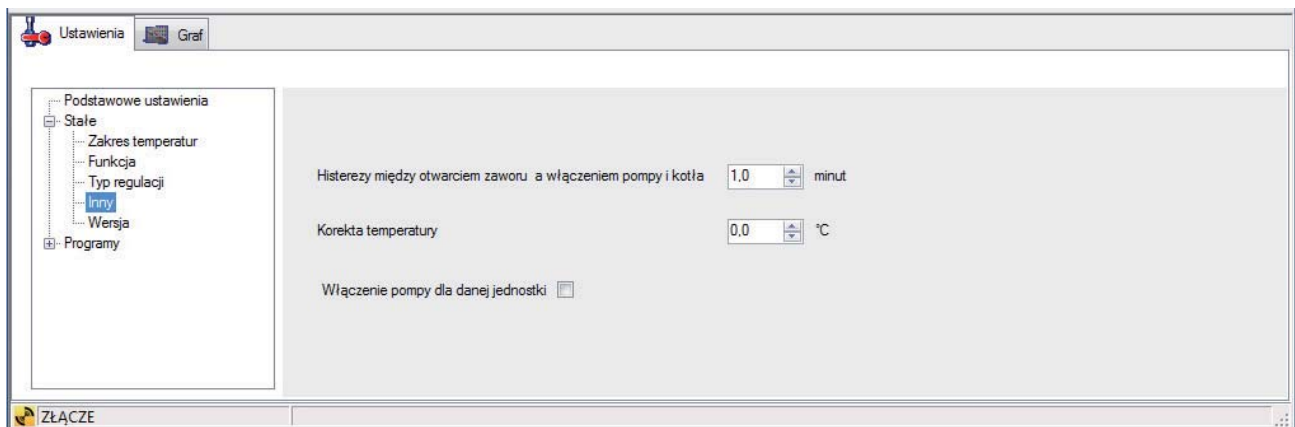 Ustawienia
Graf
Podstawowe ustawienia
Stałe
Zakres temperatur
Funkcja
Typ regulacji
Inny
Wersja
Programy
Histerezy między otwarciem zaworu a włączeniem pompy i kotła 1,0 minut
Korekta temperatury 0,0 °C
Włączenie pompy dla danej jednostki
ZŁĄCZE